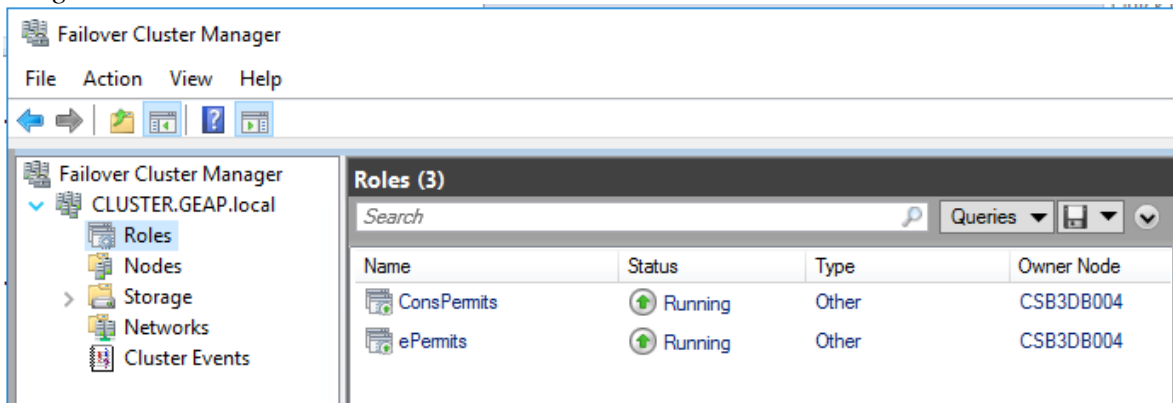 Failover Cluster Manager
File Action View Help
Failover Cluster Manager
CLUSTER.GEAP.local
Roles
Nodes
Storage
Networks
Cluster Events
Roles (3)
Search
Queries
Name Status Type Owner Node
ConsPermits Running Other CSB3DB004
ePermits Running Other CSB3DB004